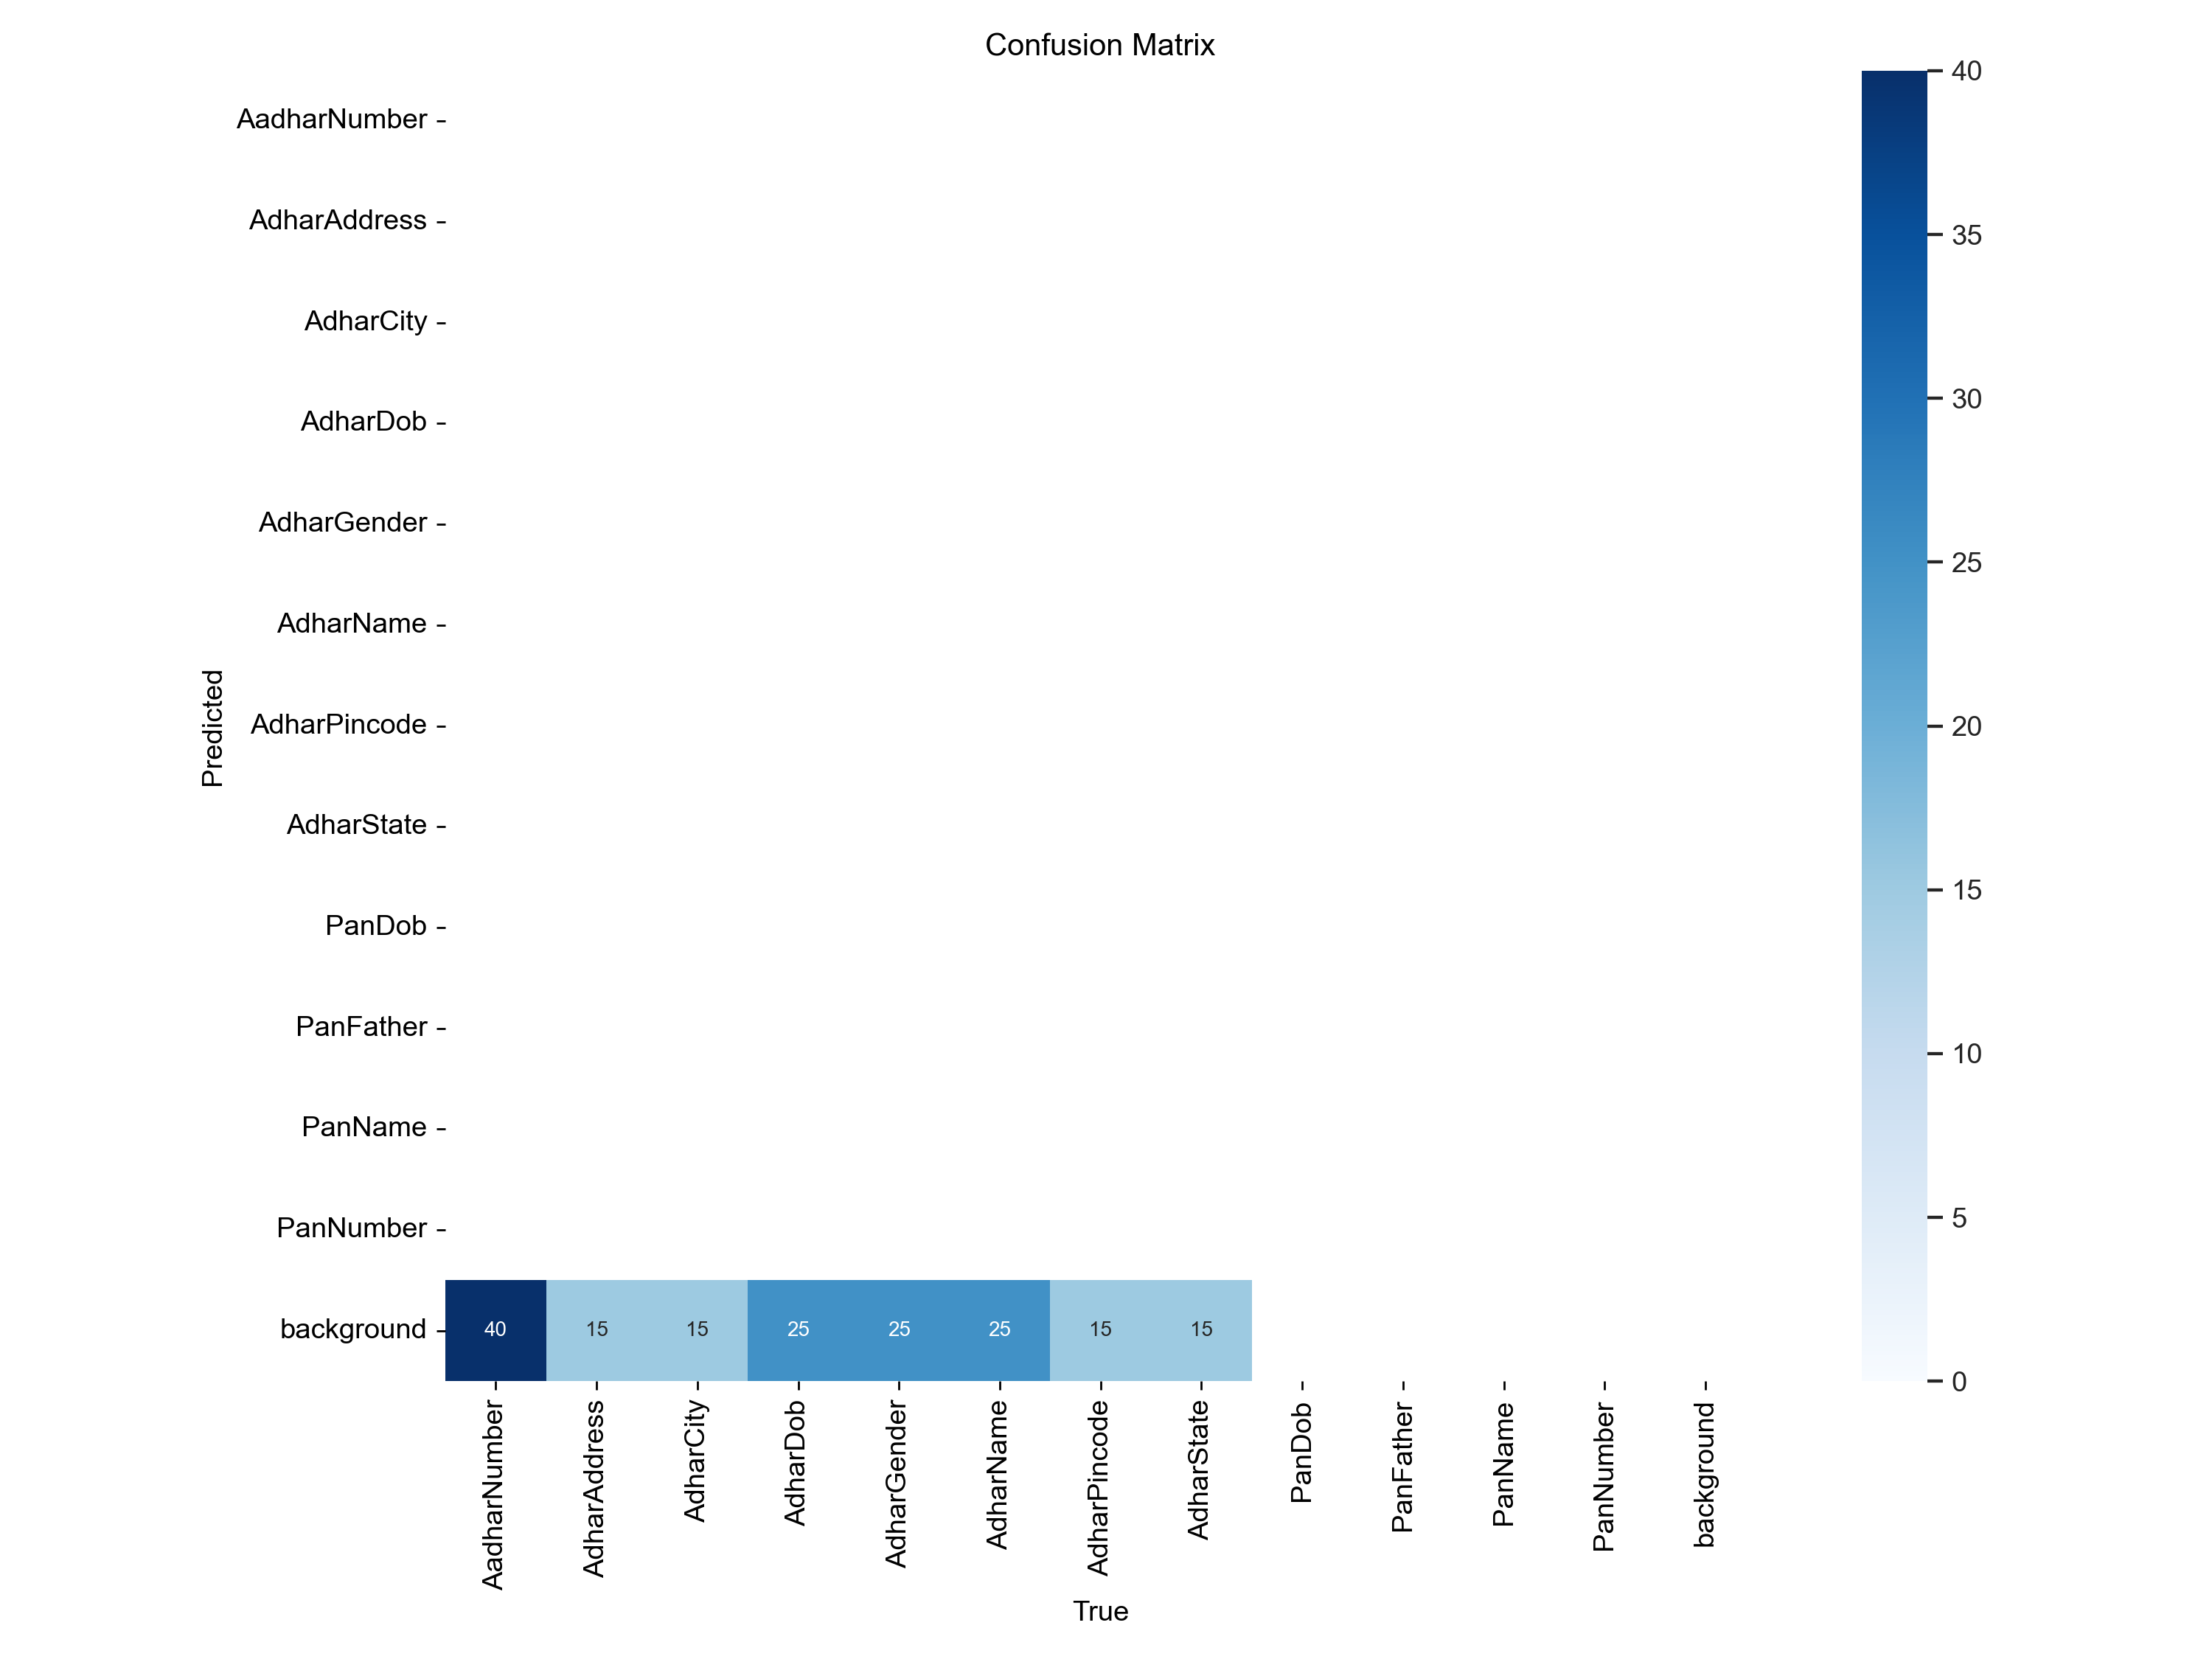 Confusion Matrix
AadharNumber
AdharAddress
AdharCity
AdharDob
AdharGender
AdharName
AdharPincode
AdharState
PanDob
PanFather
PanName
PanNumber
background
Predicted
40 15 15 25 25 25 15 15
AadharNumber
AdharAddress
AdharCity
AdharDob
AdharGender
AdharName
AdharPincode
AdharState
PanDob
PanFather
PanName
PanNumber
background
True
40
35
30
25
20
15
10
5
0